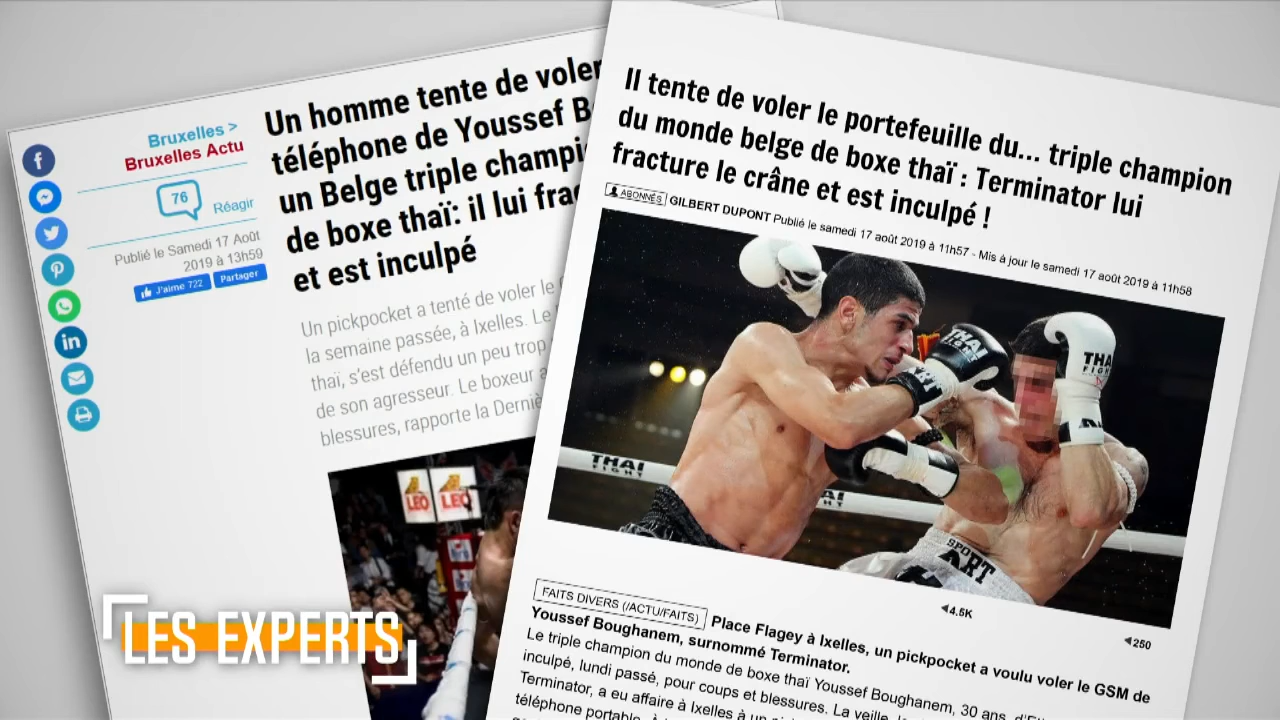 Bruxelles >
Bruxelles Actu
76
Réagir
Publié le Samedi 17 Août
2019 à 13h59
J'aime 722
Partager
Un homme tente de voler
téléphone de Youssef
un Belge triple
de boxe thaï: il lui
et est inculpé
Un pickpocket a tenté de voler le
la semaine passée, à Ixelles. Le
thaï, s'est défendu un peu trop
de son agresseur. Le boxeur a
blessures, rapporte la
LEO
LEO
Il tente de voler le portefeuille du... triple champion
du monde belge de boxe thaï : Terminator lui
fracture le crâne et est inculpé !
ABONNÉS GILBERT DUPONT Publié le samedi 17 août 2019 à 11h57 - Mis à jour le samedi 17 août 2019 à 11h58
THAI
FIGHT
THAI
FIGHT
THAI
FIGHT
SPORT
ART
4,5K
250
FAITS DIVERS (/ACTU/FAITS) Place Flagey à Ixelles, un pickpocket a voulu voler le GSM de
Youssef Boughanem, surnommé Terminator.
Le triple champion du monde de boxe thaï Youssef Boughanem, 30 ans,
inculpé, lundi passé, pour coups et blessures. La veille,
Terminator, a eu affaire à Ixelles à un
téléphone portable.
LES EXPERTS